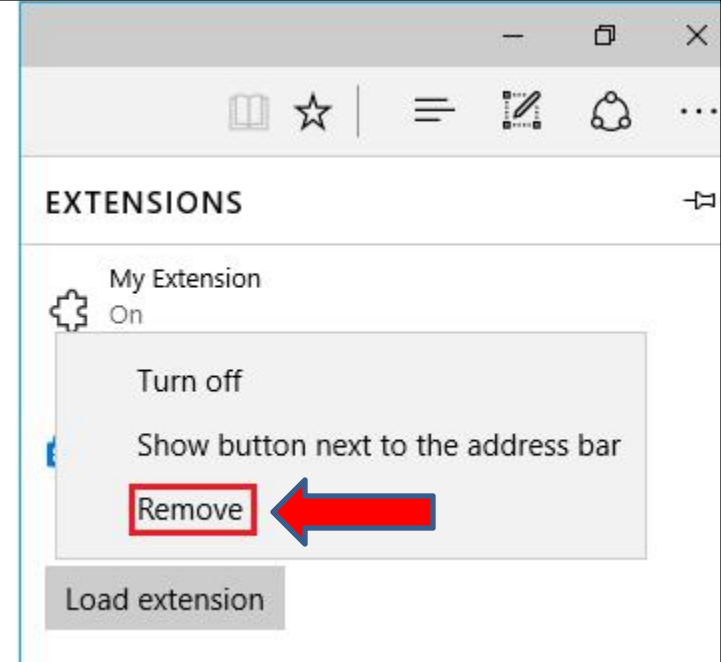 EXTENSIONS
My Extension
On
Turn off
Show button next to the address bar
Remove
Load extension